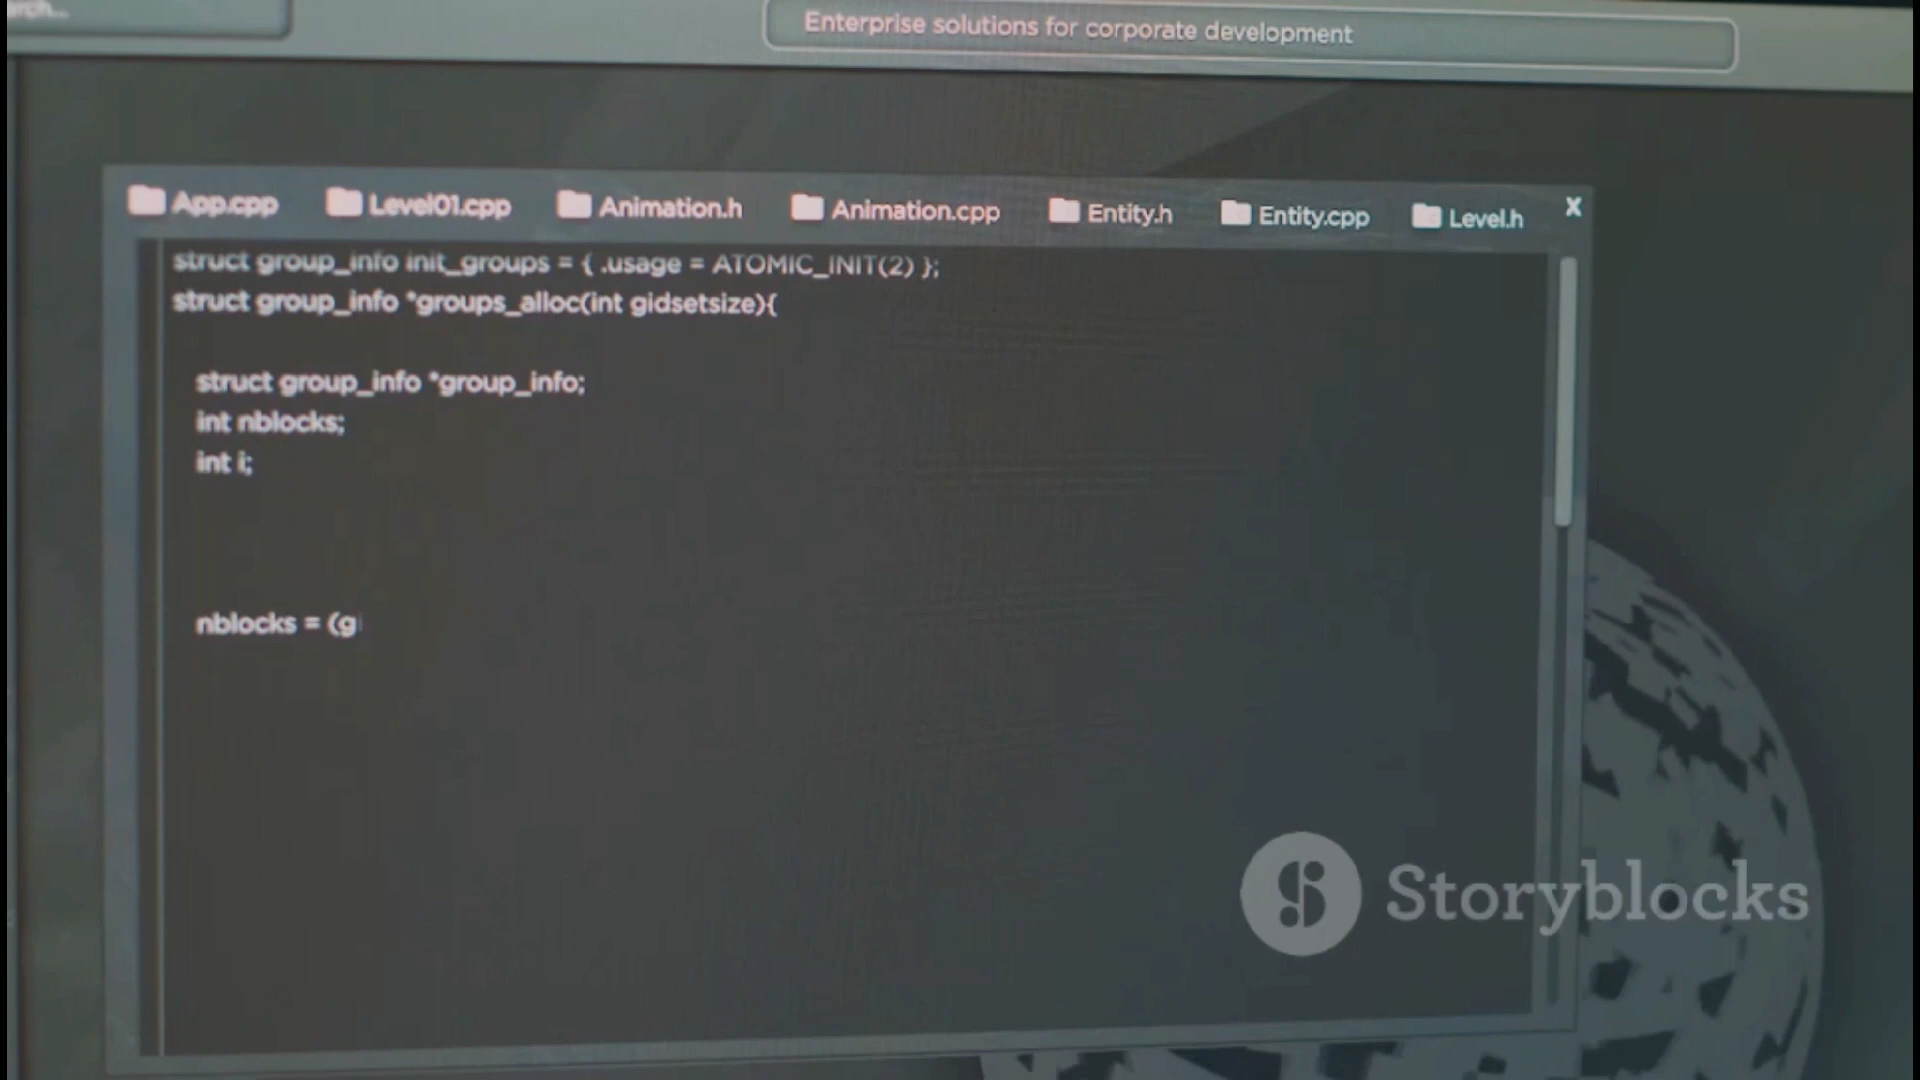 Enterprise solutions for corporate development
App.cpp Level01.cpp Animation.h Animation.cpp Entity.h Entity.cpp Level.h X
struct group_info init_groups = { .usage = ATOMIC_INIT(2) };
struct group_info *groups_alloc(int gidsetsize){
struct group_info *group_info;
int nblocks;
int i;
nblocks = (g
Storyblocks